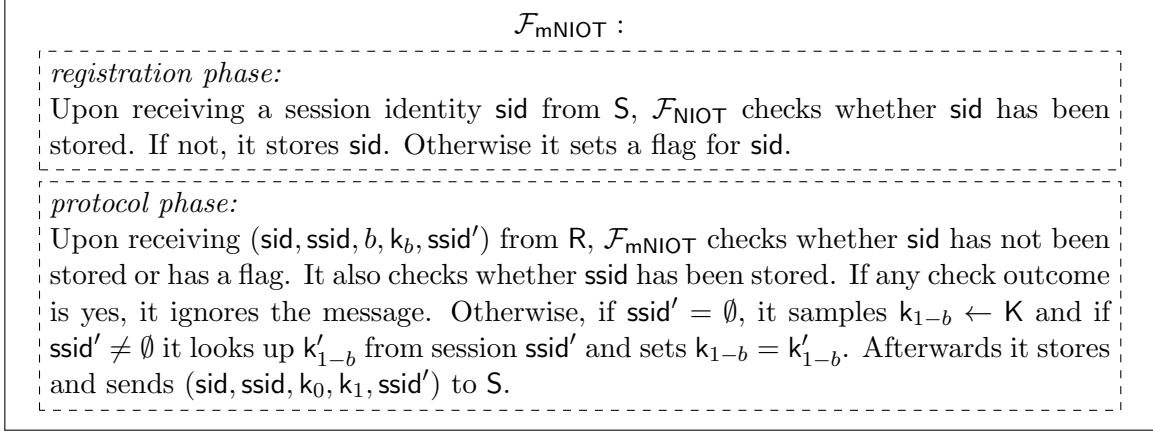 𝓕_mNIOT :
registration phase:
Upon receiving a session identity sid from S, 𝓕_NIOT checks whether sid has been
stored. If not, it stores sid. Otherwise it sets a flag for sid.
protocol phase:
Upon receiving (sid, ssid, b, k_b, ssid′) from R, 𝓕_mNIOT checks whether sid has not been
stored or has a flag. It also checks whether ssid has been stored. If any check outcome
is yes, it ignores the message. Otherwise, if ssid′ = ∅, it samples k_{1−b} ← K and if
ssid′ ≠ ∅ it looks up k′_{1−b} from session ssid′ and sets k_{1−b} = k′_{1−b}. Afterwards it stores
and sends (sid, ssid, k_0, k_1, ssid′) to S.